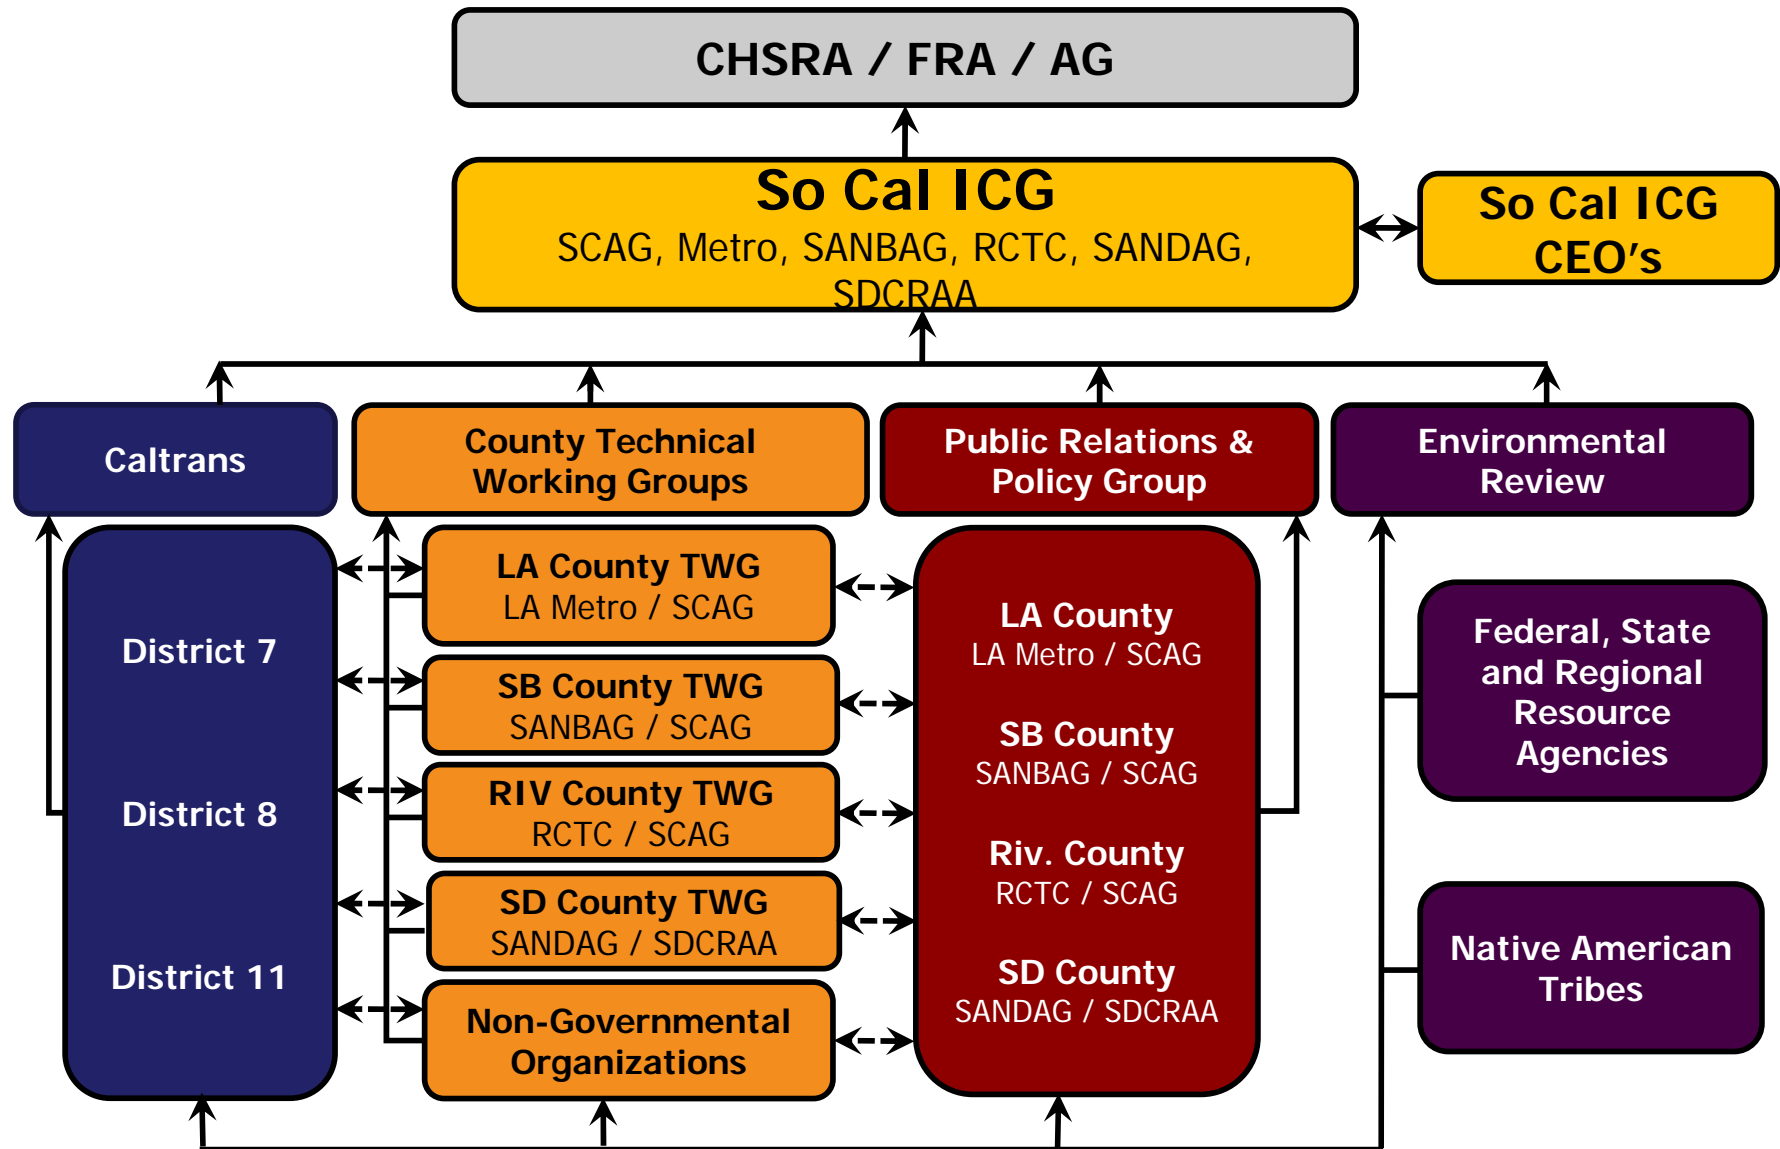 CHSRA / FRA / AG
So Cal ICG
SCAG, Metro, SANBAG, RCTC, SANDAG,
SDCRAA
So Cal ICG
CEO's
Caltrans
County Technical
Working Groups
Public Relations &
Policy Group
Environmental
Review
District 7
District 8
District 11
LA County TWG
LA Metro / SCAG
SB County TWG
SANBAG / SCAG
RIV County TWG
RCTC / SCAG
SD County TWG
SANDAG / SDCRAA
Non-Governmental
Organizations
LA County
LA Metro / SCAG
SB County
SANBAG / SCAG
Riv. County
RCTC / SCAG
SD County
SANDAG / SDCRAA
Federal, State
and Regional
Resource
Agencies
Native American
Tribes